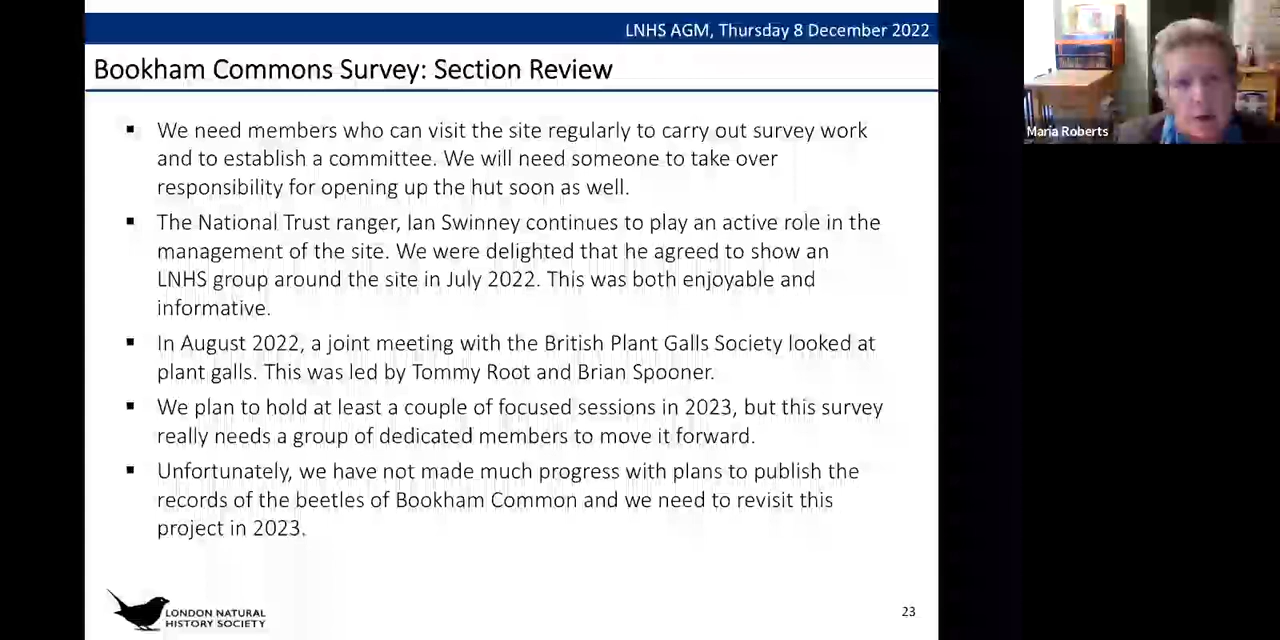 LNHS AGM, Thursday 8 December 2022
Bookham Commons Survey: Section Review
We need members who can visit the site regularly to carry out survey work
and to establish a committee. We will need someone to take over
responsibility for opening up the hut soon as well.
The National Trust ranger, Ian Swinney continues to play an active role in the
management of the site. We were delighted that he agreed to show an
LNHS group around the site in July 2022. This was both enjoyable and
informative.
In August 2022, a joint meeting with the British Plant Galls Society looked at
plant galls. This was led by Tommy Root and Brian Spooner.
We plan to hold at least a couple of focused sessions in 2023, but this survey
really needs a group of dedicated members to move it forward.
Unfortunately, we have not made much progress with plans to publish the
records of the beetles of Bookham Common and we need to revisit this
project in 2023.
LONDON NATURAL
HISTORY SOCIETY
23
Maria Roberts